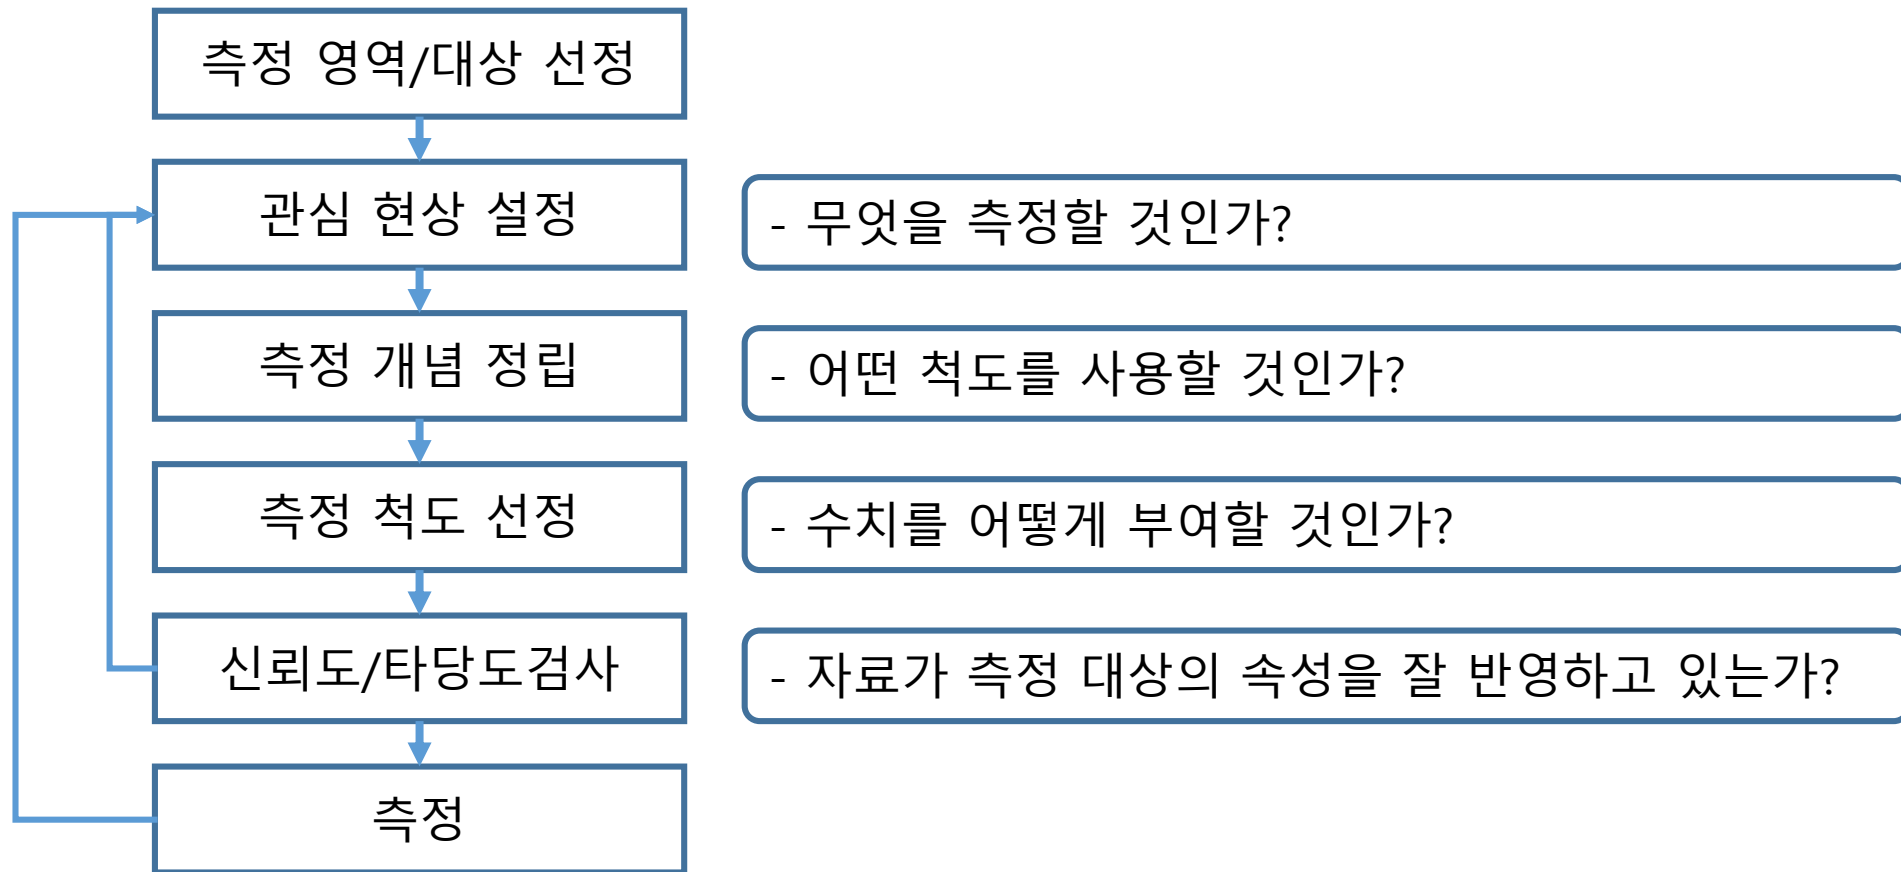 측정 영역/대상 선정
관심 현상 설정
- 무엇을 측정할 것인가?
측정 개념 정립
- 어떤 척도를 사용할 것인가?
측정 척도 선정
- 수치를 어떻게 부여할 것인가?
신뢰도/타당도검사
- 자료가 측정 대상의 속성을 잘 반영하고 있는가?
측정